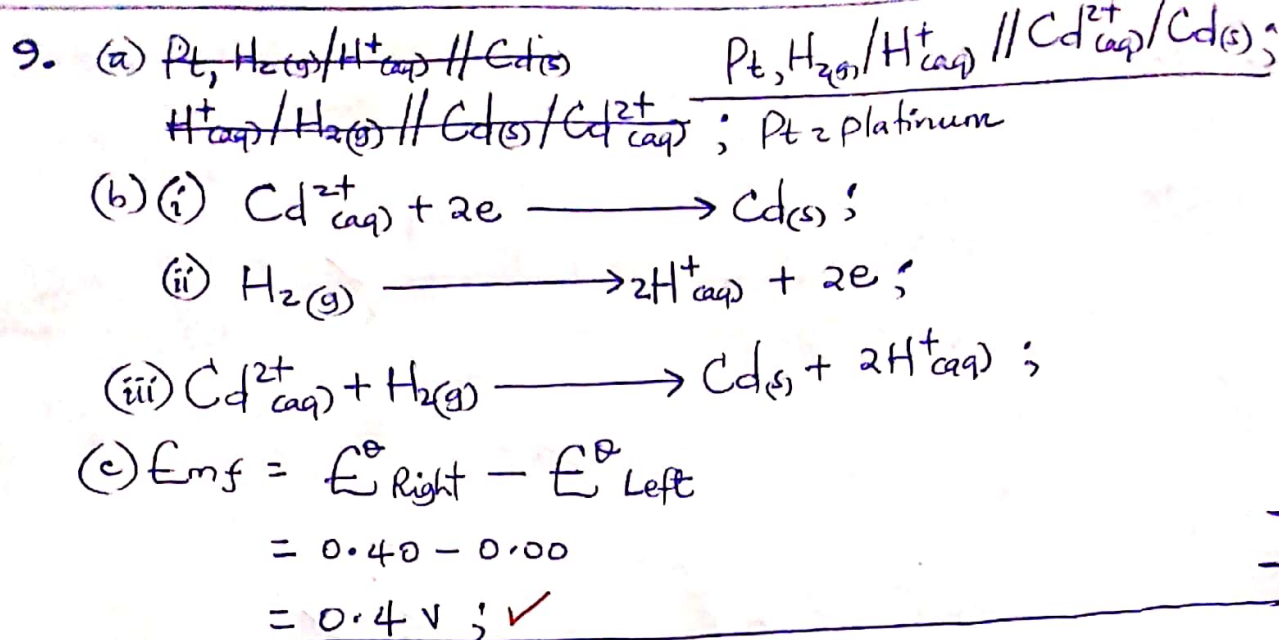 9. (a) Pt, H2(g)/H+(aq) // Cd(s) Pt, H2(g)/H+(aq) // Cd2+(aq)/Cd(s);
H+(aq)/H2(g) // Cd(s)/Cd2+(aq) ; Pt = platinum
(b) (i) Cd2+(aq) + 2e ⟶ Cd(s) ;
(ii) H2(g) ⟶ 2H+(aq) + 2e ;
(iii) Cd2+(aq) + H2(g) ⟶ Cd(s) + 2H+(aq) ;
(c) Emf = Eθ Right − Eθ Left
= 0.40 − 0.00
= 0.4 V ; ✓